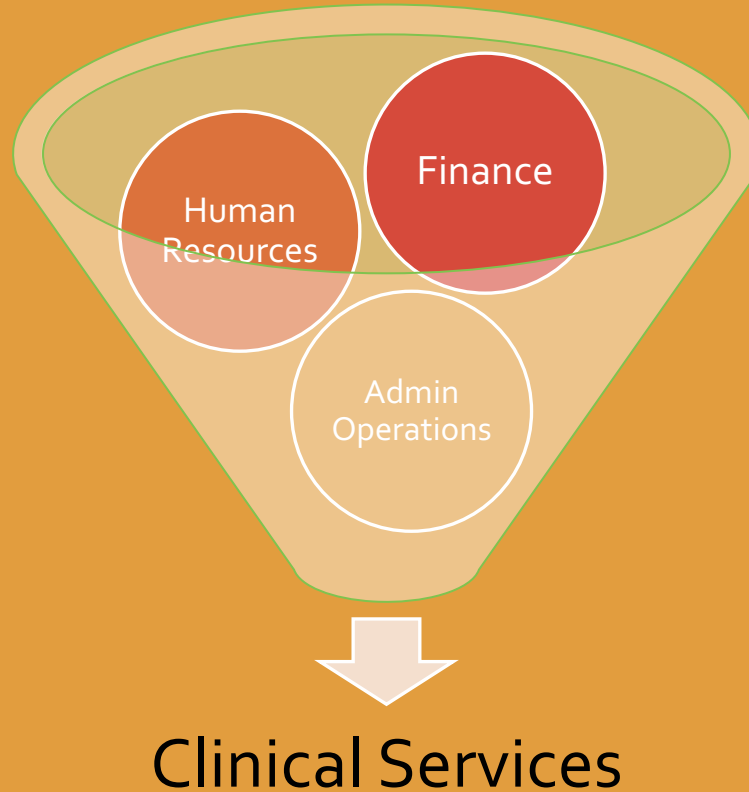 Finance
Human
Resources
Admin
Operations
Clinical Services